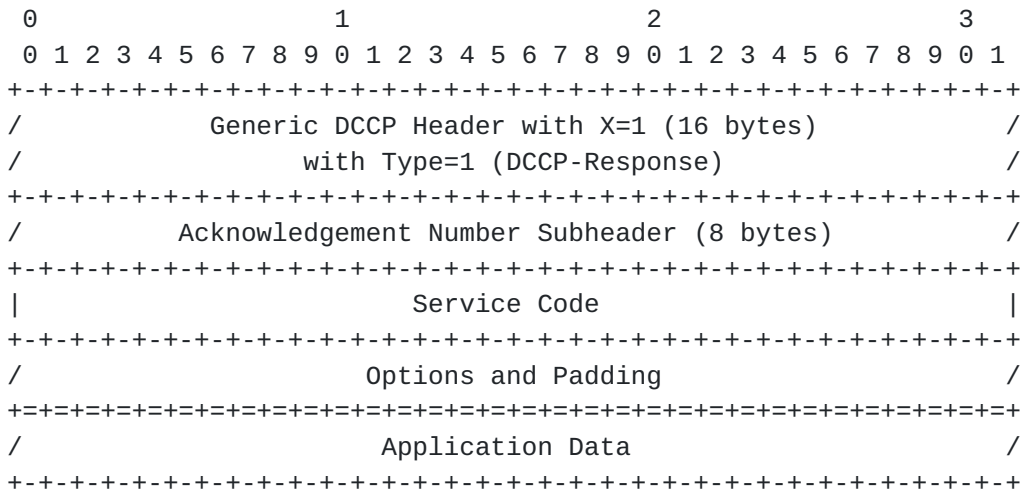 0                   1                   2                   3
 0 1 2 3 4 5 6 7 8 9 0 1 2 3 4 5 6 7 8 9 0 1 2 3 4 5 6 7 8 9 0 1
+-+-+-+-+-+-+-+-+-+-+-+-+-+-+-+-+-+-+-+-+-+-+-+-+-+-+-+-+-+-+-+-+
/            Generic DCCP Header with X=1 (16 bytes)            /
/                  with Type=1 (DCCP-Response)                  /
+-+-+-+-+-+-+-+-+-+-+-+-+-+-+-+-+-+-+-+-+-+-+-+-+-+-+-+-+-+-+-+-+
/          Acknowledgement Number Subheader (8 bytes)           /
+-+-+-+-+-+-+-+-+-+-+-+-+-+-+-+-+-+-+-+-+-+-+-+-+-+-+-+-+-+-+-+-+
|                         Service Code                          |
+-+-+-+-+-+-+-+-+-+-+-+-+-+-+-+-+-+-+-+-+-+-+-+-+-+-+-+-+-+-+-+-+
/                      Options and Padding                      /
+=+=+=+=+=+=+=+=+=+=+=+=+=+=+=+=+=+=+=+=+=+=+=+=+=+=+=+=+=+=+=+=+
/                       Application Data                        /
+-+-+-+-+-+-+-+-+-+-+-+-+-+-+-+-+-+-+-+-+-+-+-+-+-+-+-+-+-+-+-+-+